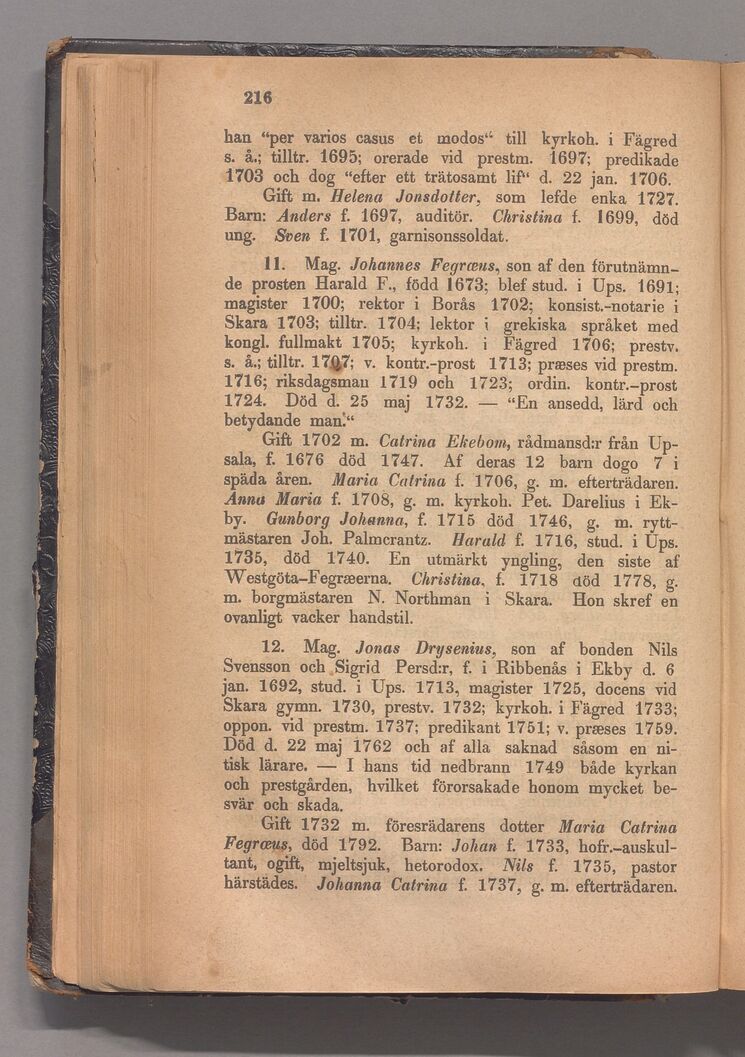 216
han “per varios casus et modos“ till kyrkoh. i Fägred
s. å.; tilltr. 1695; orerade vid prestm. 1697; predikade
1703 och dog “efter ett trätosamt lif“ d. 22 jan. 1706.
Gift m. Helena Jonsdotter, som lefde enka 1727.
Barn: Anders f. 1697, auditör. Christina f. 1699, död
ung. Sven f. 1701, garnisonssoldat.
11. Mag. Johannes Fegræus, son af den förutnämn-
de prosten Harald F., född 1673; blef stud. i Ups. 1691;
magister 1700; rektor i Borås 1702; konsist.-notarie i
Skara 1703; tilltr. 1704; lektor i grekiska språket med
kongl. fullmakt 1705; kyrkoh. i Fägred 1706; prestv.
s. å.; tilltr. 1707; v. kontr.-prost 1713; præses vid prestm.
1716; riksdagsman 1719 och 1723; ordin. kontr.-prost
1724. Död d. 25 maj 1732. — “En ansedd, lärd och
betydande man.“
Gift 1702 m. Catrina Ekebom, rådmansd:r från Up-
sala, f. 1676 död 1747. Af deras 12 barn dogo 7 i
späda åren. Maria Catrina f. 1706, g. m. efterträdaren.
Anna Maria f. 1708, g. m. kyrkoh. Pet. Darelius i Ek-
by. Gunborg Johanna, f. 1715 död 1746, g. m. rytt-
mästaren Joh. Palmcrantz. Harald f. 1716, stud. i Ups.
1735, död 1740. En utmärkt yngling, den siste af
Westgöta-Fegræerna. Christina, f. 1718 död 1778, g.
m. borgmästaren N. Northman i Skara. Hon skref en
ovanligt vacker handstil.
12. Mag. Jonas Drysenius, son af bonden Nils
Svensson och Sigrid Persd:r, f. i Ribbenås i Ekby d. 6
jan. 1692, stud. i Ups. 1713, magister 1725, docens vid
Skara gymn. 1730, prestv. 1732; kyrkoh. i Fägred 1733;
oppon. vid prestm. 1737; predikant 1751; v. præses 1759.
Död d. 22 maj 1762 och af alla saknad såsom en ni-
tisk lärare. — I hans tid nedbrann 1749 både kyrkan
och prestgården, hvilket förorsakade honom mycket be-
svär och skada.
Gift 1732 m. föresrädarens dotter Maria Catrina
Fegræus, död 1792. Barn: Johan f. 1733, hofr.-auskul-
tant, ogift, mjeltsjuk, hetorodox. Nils f. 1735, pastor
härstädes. Johanna Catrina f. 1737, g. m. efterträdaren.